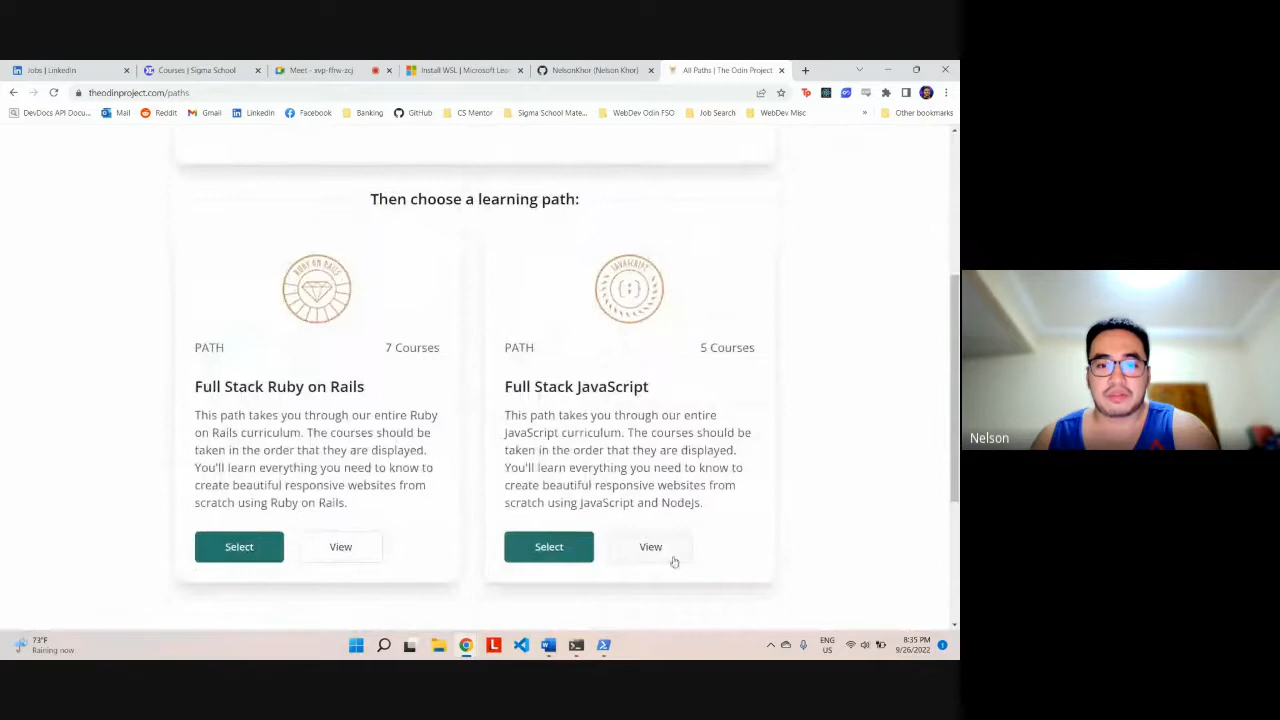 Jobs | LinkedIn
Courses | Sigma School
Meet - xvp-ffrw-zcj
Install WSL | Microsoft Lea
NelsonKhor (Nelson Khor)
All Paths | The Odin Project
theodinproject.com/paths
DevDocs API Docu...
Mail
Reddit
Gmail
LinkedIn
Facebook
Banking
GitHub
CS Mentor
Sigma School Mate...
WebDev Odin FSO
Job Search
WebDev Misc
»
Other bookmarks
Then choose a learning path:
RUBY ON RAILS
PATH 7 Courses
Full Stack Ruby on Rails
This path takes you through our entire Ruby
on Rails curriculum. The courses should be
taken in the order that they are displayed.
You'll learn everything you need to know to
create beautiful responsive websites from
scratch using Ruby on Rails.
Select View
JAVASCRIPT
{;}
PATH 5 Courses
Full Stack JavaScript
This path takes you through our entire
JavaScript curriculum. The courses should be
taken in the order that they are displayed.
You'll learn everything you need to know to
create beautiful responsive websites from
scratch using JavaScript and NodeJs.
Select View
Nelson
73°F
Raining now
L
ENG
US
8:35 PM
9/26/2022
1